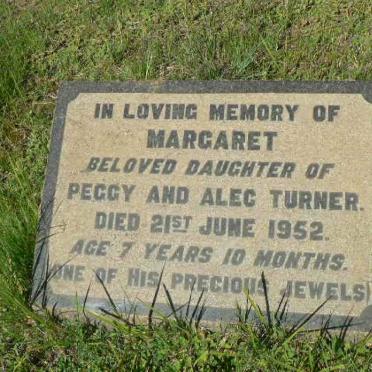 IN LOVING MEMORY OF
MARGARET
BELOVED DAUGHTER OF
PEGGY AND ALEC TURNER.
DIED 21ST JUNE 1952.
AGE 7 YEARS 10 MONTHS.
(ONE OF HIS PRECIOUS JEWELS)